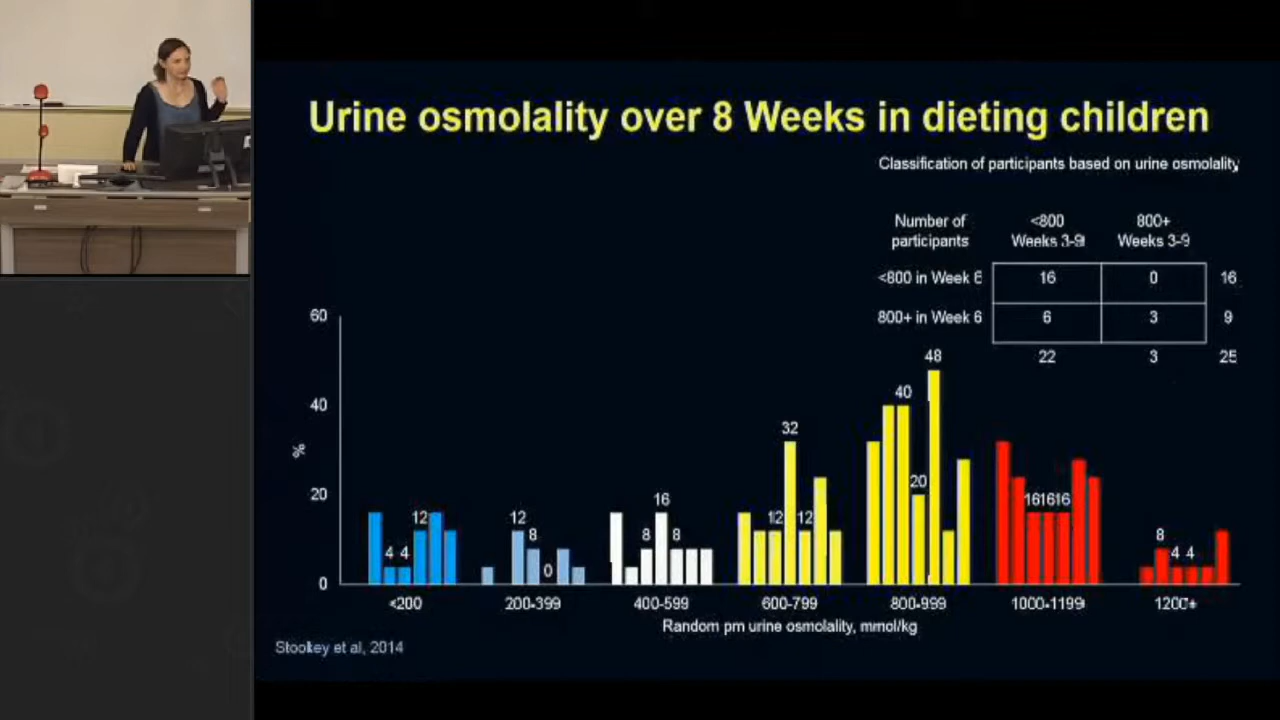 Urine osmolality over 8 Weeks in dieting children
Classification of participants based on urine osmolality
Number of participants
<800 Weeks 3-9
800+ Weeks 3-9
<800 in Week 6
16
0
16
800+ in Week 6
6
3
9
22
3
25
60
40
20
0
%
4 4 12
12 8 0
8 16 8
12 32 12
40 20 48
16 16 16
8 4 4
<200
200-399
400-599
600-799
800-999
1000-1199
1200+
Random pm urine osmolality, mmol/kg
Stookey et al, 2014